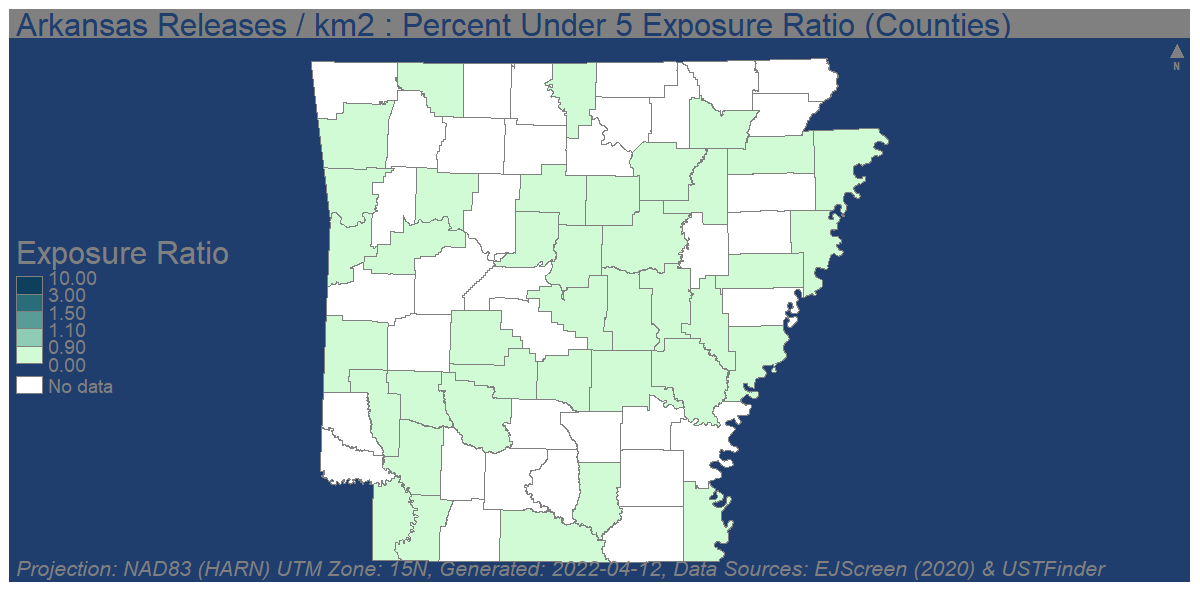 Arkansas Releases / km2 : Percent Under 5 Exposure Ratio (Counties)
N
Exposure Ratio
10.00
3.00
1.50
1.10
0.90
0.00
No data
Projection: NAD83 (HARN) UTM Zone: 15N, Generated: 2022-04-12, Data Sources: EJScreen (2020) & USTFinder